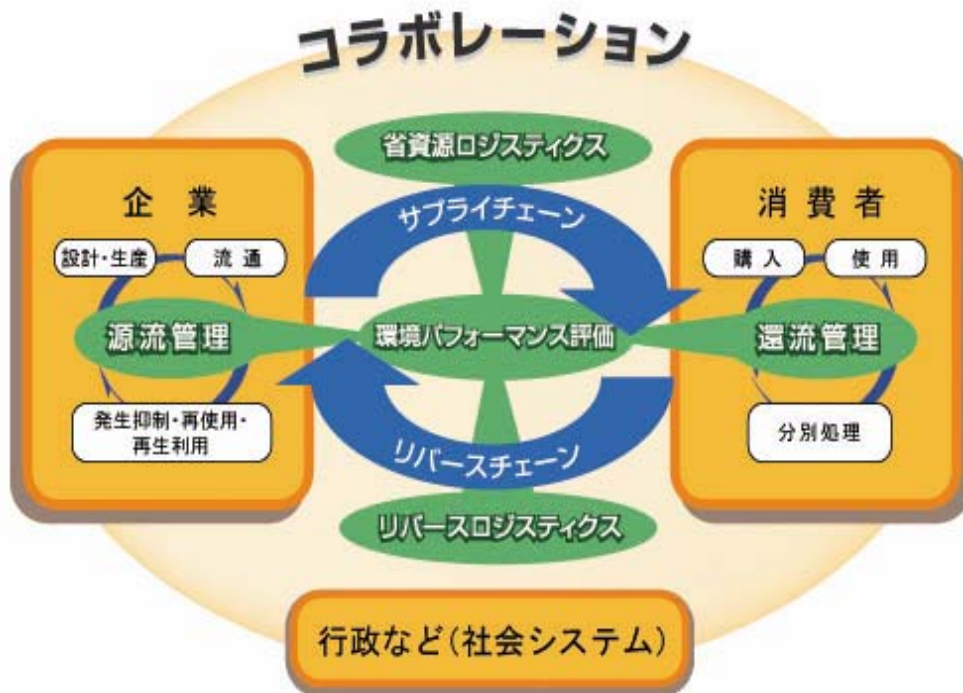 コラボレーション
省資源ロジスティクス
企業
消費者
サプライチェーン
設計・生産
流通
購入
使用
源流管理
環境パフォーマンス評価
還流管理
発生抑制・再使用・
再生利用
分別処理
リバースチェーン
リバースロジスティクス
行政など(社会システム)